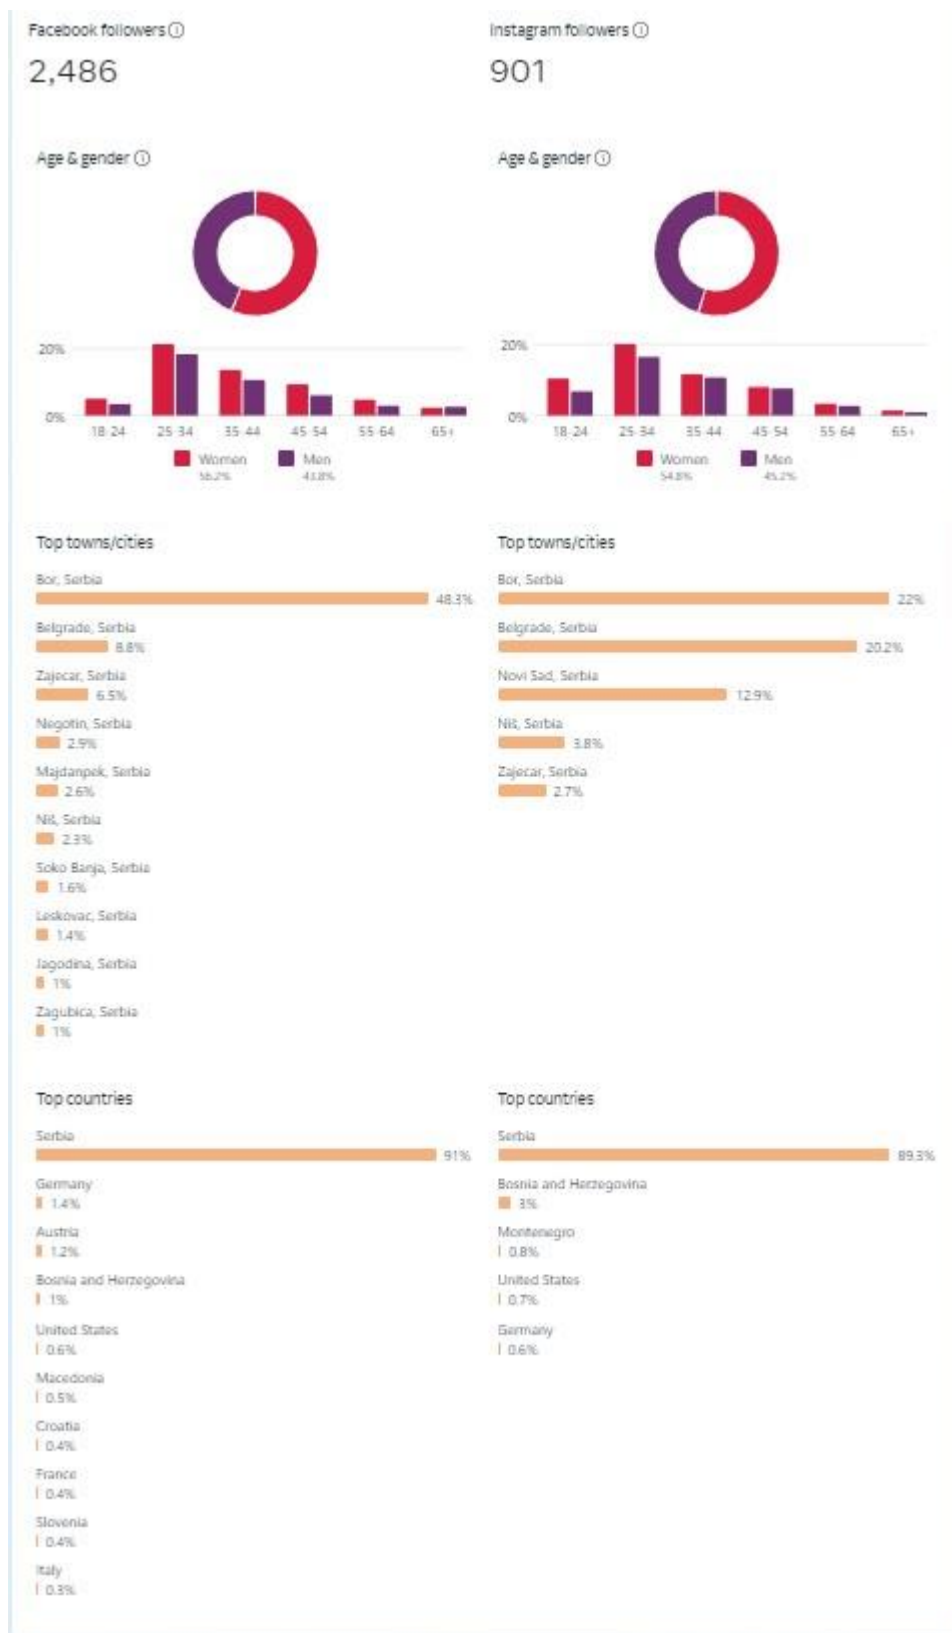 Facebook followers
2,486
Age & gender
20%
0%
18-24 25-34 35-44 45-54 55-64 65+
Women
56.2%
Men
43.8%
Top towns/cities
Bor, Serbia
48.3%
Belgrade, Serbia
8.8%
Zajecar, Serbia
6.5%
Negotin, Serbia
2.9%
Majdanpek, Serbia
2.6%
Niš, Serbia
2.3%
Soko Banja, Serbia
1.6%
Leskovac, Serbia
1.4%
Jagodina, Serbia
1%
Zagubica, Serbia
1%
Top countries
Serbia
91%
Germany
1.4%
Austria
1.2%
Bosnia and Herzegovina
1%
United States
0.6%
Macedonia
0.5%
Croatia
0.4%
France
0.4%
Slovenia
0.4%
Italy
0.3%
Instagram followers
901
Age & gender
20%
0%
18-24 25-34 35-44 45-54 55-64 65+
Women
54.8%
Men
45.2%
Top towns/cities
Bor, Serbia
22%
Belgrade, Serbia
20.2%
Novi Sad, Serbia
12.9%
Niš, Serbia
3.8%
Zajecar, Serbia
2.7%
Top countries
Serbia
89.3%
Bosnia and Herzegovina
3%
Montenegro
0.8%
United States
0.7%
Germany
0.6%